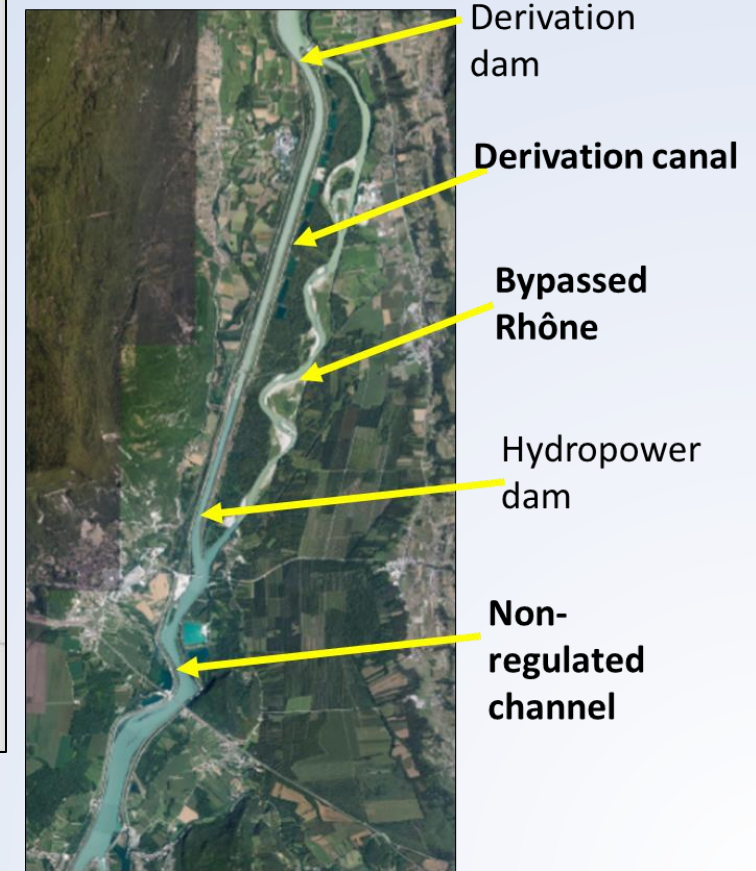 Derivation
dam
Derivation canal
Bypassed
Rhône
Hydropower
dam
Non-
regulated
channel